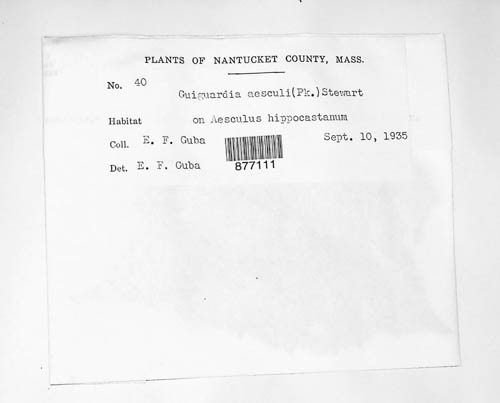 PLANTS OF NANTUCKET COUNTY, MASS.
No. 40
Guiguardia aesculi(Pk.)Stewart
Habitat on Aesculus hippocastanum
Coll. E. F. Guba Sept. 10, 1935
Det. E. F. Guba
877111